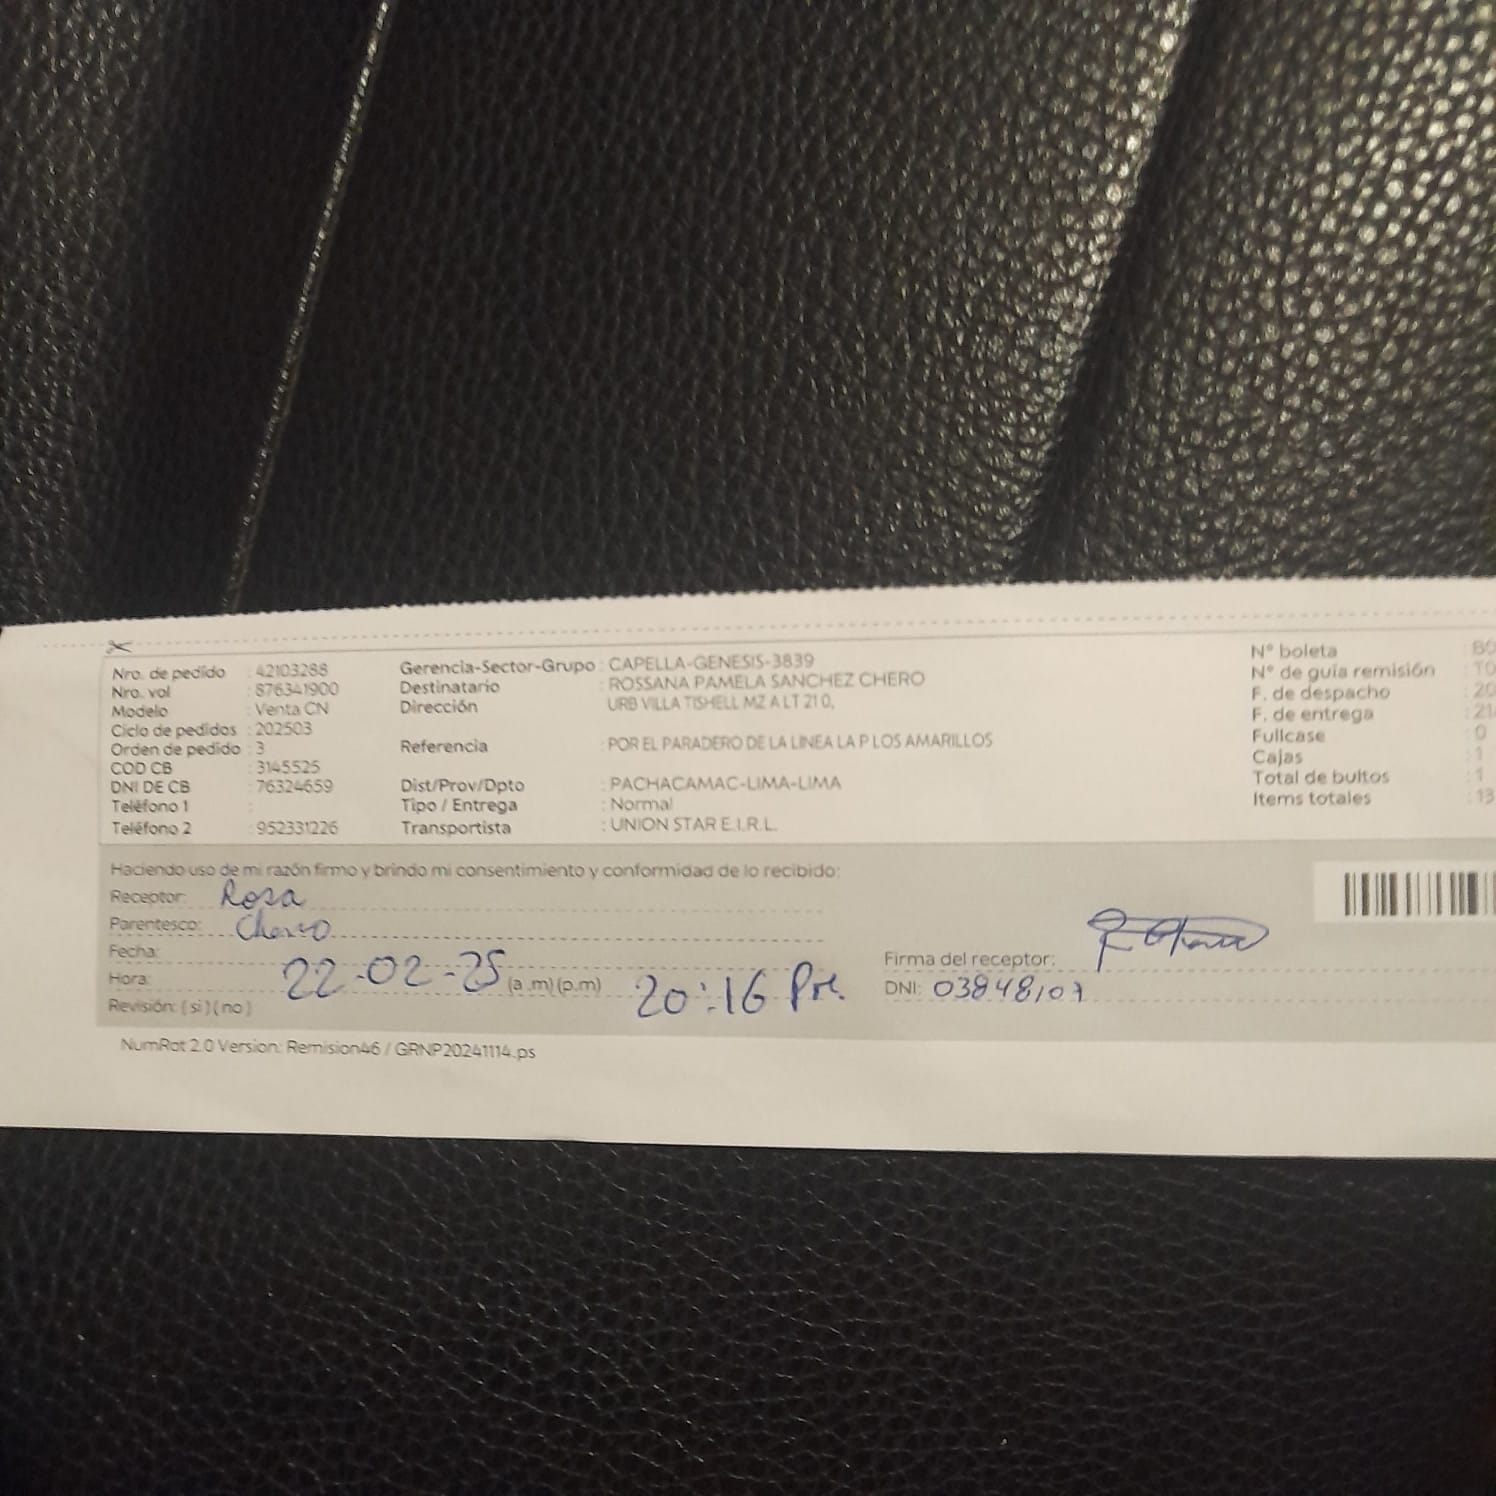 Nro. de pedido : 42103288 Gerencia-Sector-Grupo : CAPELLA-GENESIS-3839 N° boleta
Nro. vol : 876341900 Destinatario : ROSSANA PAMELA SANCHEZ CHERO N° de guía remisión
Modelo : Venta CN Dirección : URB VILLA TISHELL MZ A LT 21 0, F. de despacho
Ciclo de pedidos : 202503 F. de entrega
Orden de pedido : 3 Referencia : POR EL PARADERO DE LA LINEA LA P LOS AMARILLOS Fullcase : 0
COD CB : 3145525 Cajas : 1
DNI DE CB : 76324659 Dist/Prov/Dpto : PACHACAMAC-LIMA-LIMA Total de bultos : 1
Teléfono 1 : Tipo / Entrega : Normal Items totales : 13
Teléfono 2 : 952331226 Transportista : UNION STAR E.I.R.L.
Haciendo uso de mi razón firmo y brindo mi consentimiento y conformidad de lo recibido:
Receptor: Rosa
Parentesco: Chero
Fecha: 22-02-25 Firma del receptor:
Hora: (a .m) (p.m) 20:16 DNI: 03848107
Revisión: ( si ) ( no )
NumRat 2.0 Version: Remision46 / GRNP20241114.ps